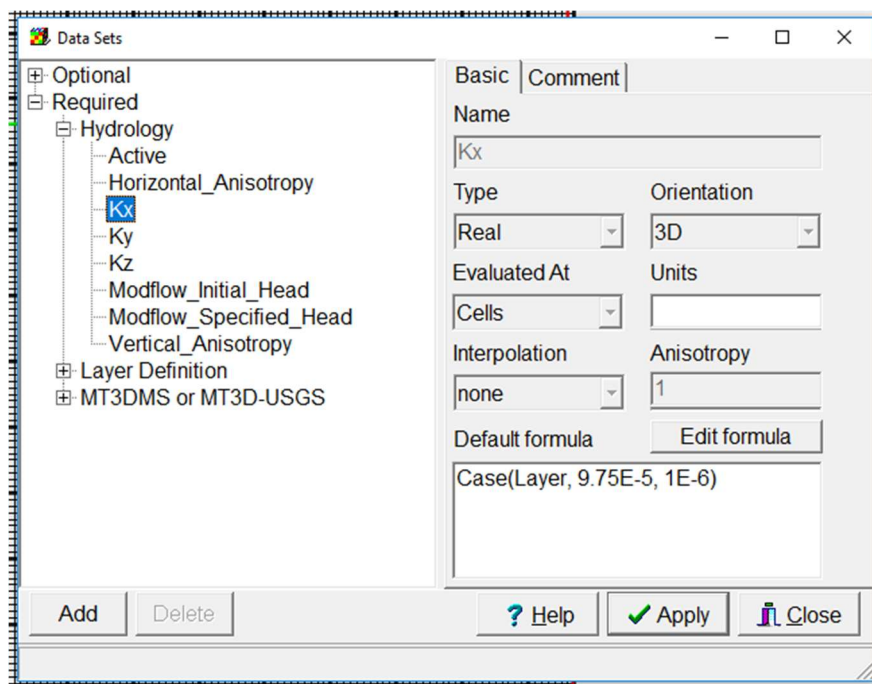 Data Sets
Optional
Required
Hydrology
Active
Horizontal_Anisotropy
Kx
Ky
Kz
Modflow_Initial_Head
Modflow_Specified_Head
Vertical_Anisotropy
Layer Definition
MT3DMS or MT3D-USGS
Basic Comment
Name
Kx
Type Orientation
Real 3D
Evaluated At Units
Cells
Interpolation Anisotropy
none 1
Default formula Edit formula
Case(Layer, 9.75E-5, 1E-6)
Add Delete ? Help Apply Close